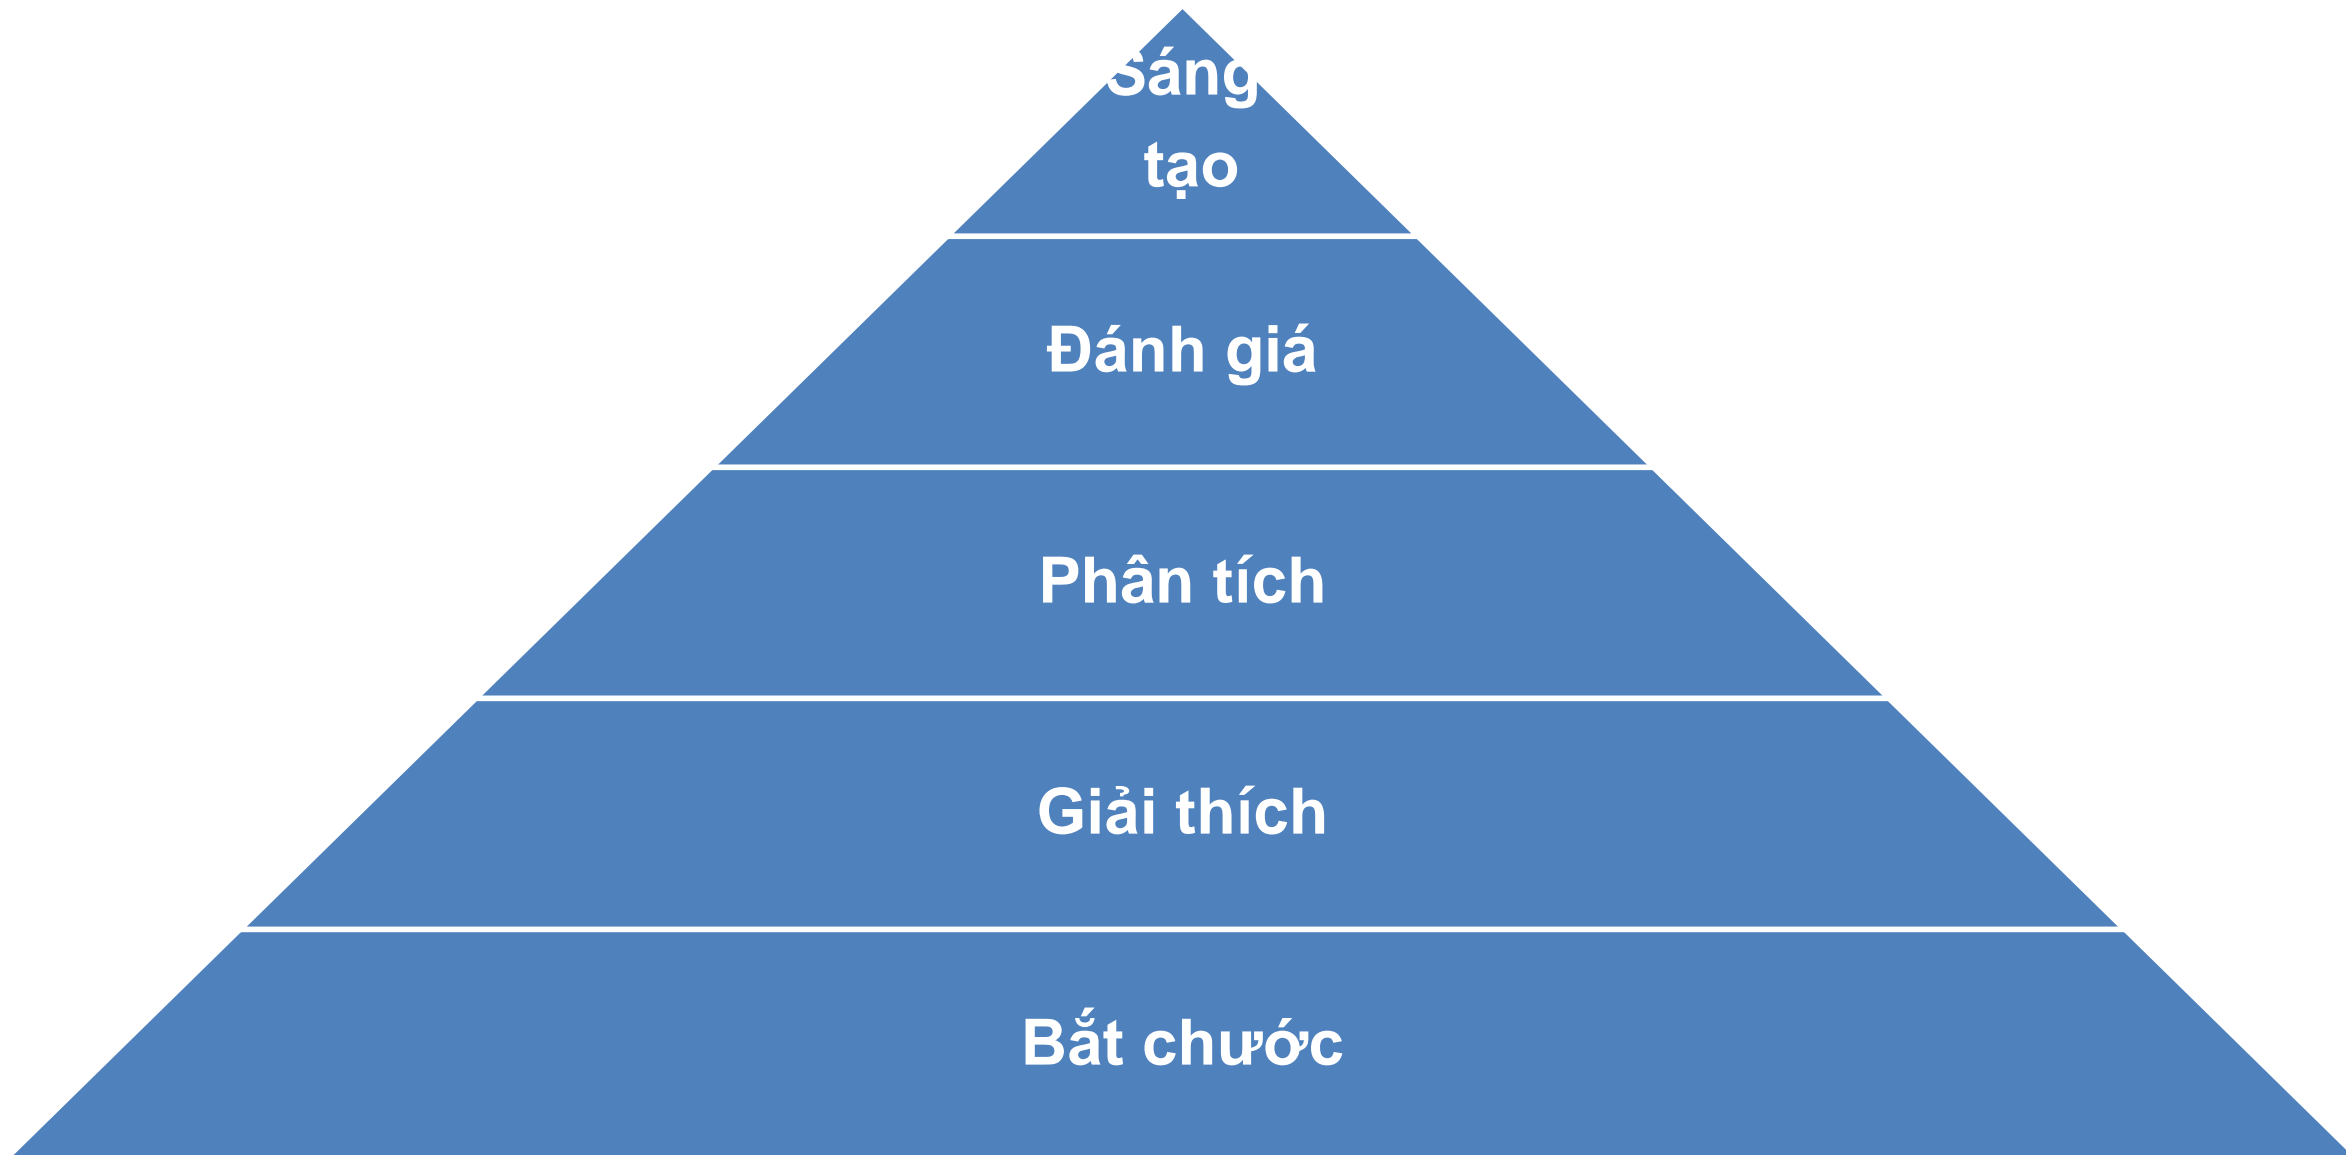 Sáng
tạo
Đánh giá
Phân tích
Giải thích
Bắt chước